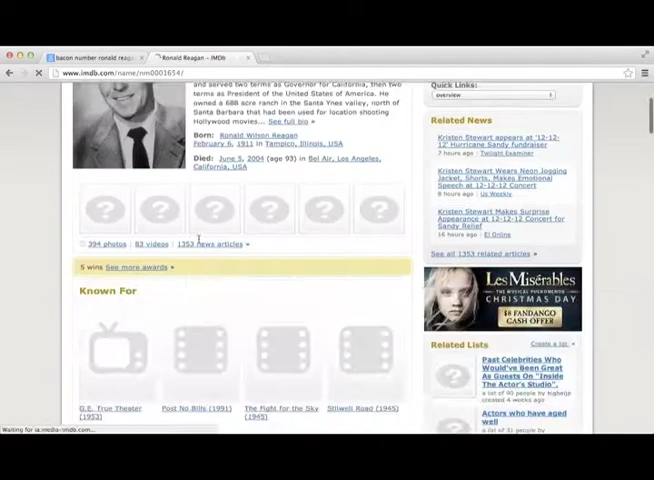 bacon number ronald reaga
Ronald Reagan - IMDb
www.imdb.com/name/nm0001654/
and served two terms as Governor for California, then two
terms as President of the United States of America. He
owned a 688 acre ranch in the Santa Ynez valley, north of
Santa Barbara that had been used for location shooting
Hollywood movies... See full bio »
Born: Ronald Wilson Reagan
February 6, 1911 in Tampico, Illinois, USA
Died: June 5, 2004 (age 93) in Bel Air, Los Angeles,
California, USA
394 photos | 83 videos | 1353 news articles »
5 wins See more awards »
Known For
G.E. True Theater
(1953)
Post No Bills (1991)
The Fight for the Sky
(1945)
Stilwell Road (1945)
Quick Links:
overview
Related News
Kristen Stewart appears at '12-12-
12' Hurricane Sandy fundraiser
7 hours ago | Twilight Examiner
Kristen Stewart Wears Neon Jogging
Jacket, Shorts, Makes Emotional
Speech at 12-12-12 Concert
8 hours ago | Us Weekly
Kristen Stewart Makes Surprise
Appearance at 12-12-12 Concert for
Sandy Relief
16 hours ago | E! Online
See all 1353 related articles »
Les Misérables
THE MUSICAL PHENOMENON
CHRISTMAS DAY
$8 FANDANGO
CASH OFFER
Related Lists
Create a list »
Past Celebrities Who
Would've Been Great
As Guests On "Inside
The Actor's Studio".
a list of 90 people by
created 4 weeks ago
Actors who have aged
well
a list of 31 people by
Waiting for ia.media-imdb.com...